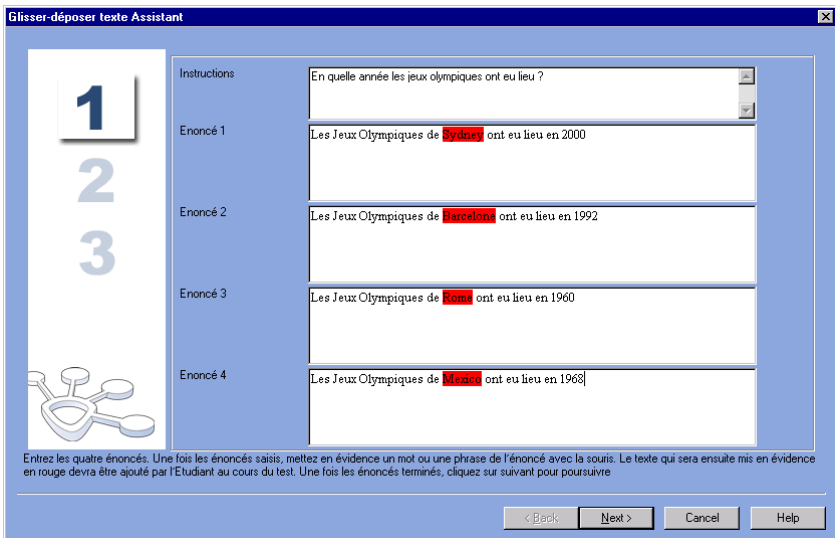 Glisser-déposer texte Assistant
1
2
3
Instructions
En quelle année les jeux olympiques ont eu lieu ?
Enoncé 1
Les Jeux Olympiques de Sydney ont eu lieu en 2000
Enoncé 2
Les Jeux Olympiques de Barcelone ont eu lieu en 1992
Enoncé 3
Les Jeux Olympiques de Rome ont eu lieu en 1960
Enoncé 4
Les Jeux Olympiques de Mexico ont eu lieu en 1968
Entrez les quatre énoncés. Une fois les énoncés saisis, mettez en évidence un mot ou une phrase de l'énoncé avec la souris. Le texte qui sera ensuite mis en évidence
en rouge devra être ajouté par l'Etudiant au cours du test. Une fois les énoncés terminés, cliquez sur suivant pour poursuivre
< Back
Next >
Cancel
Help